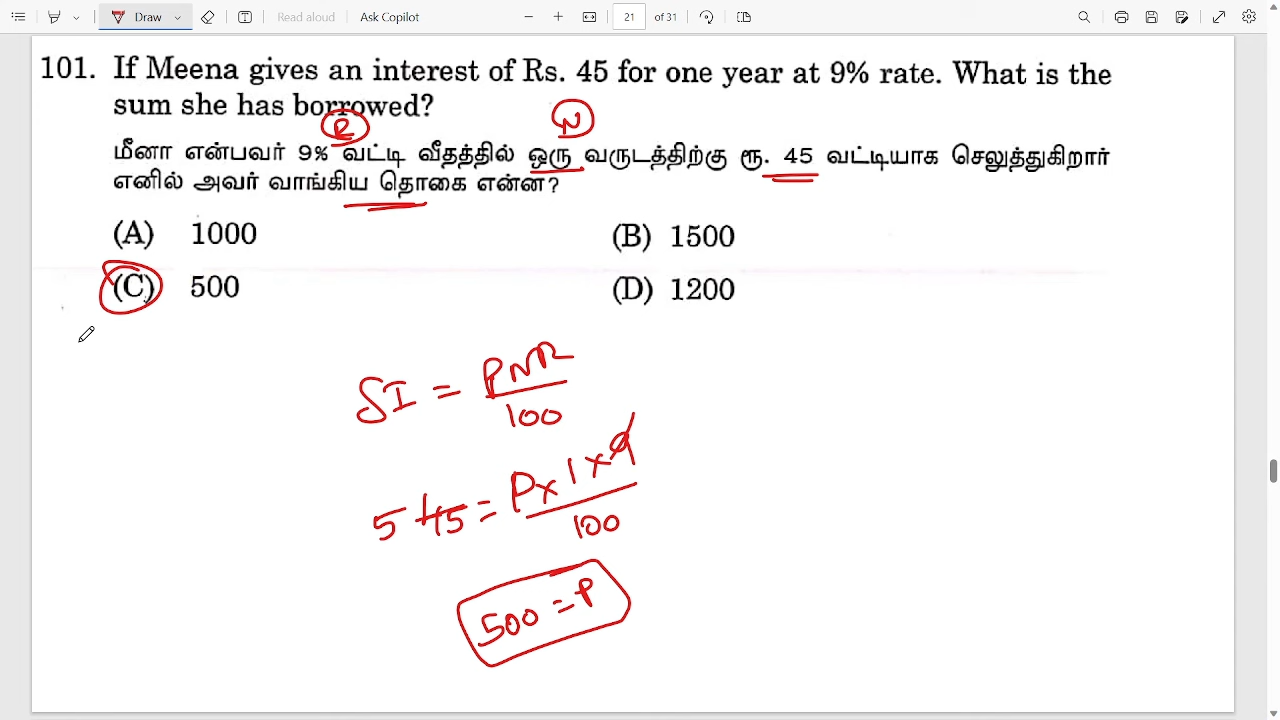 Draw
Read aloud
Ask Copilot
21 of 31
101. If Meena gives an interest of Rs. 45 for one year at 9% rate. What is the
sum she has borrowed?
R N
மீனா என்பவர் 9% வட்டி வீதத்தில் ஒரு வருடத்திற்கு ரூ. 45 வட்டியாக செலுத்துகிறார்
எனில் அவர் வாங்கிய தொகை என்ன?
(A) 1000 (B) 1500
(C) 500 (D) 1200
SI = PNR
100
5 45 = P x 1 x 9
100
500 = P